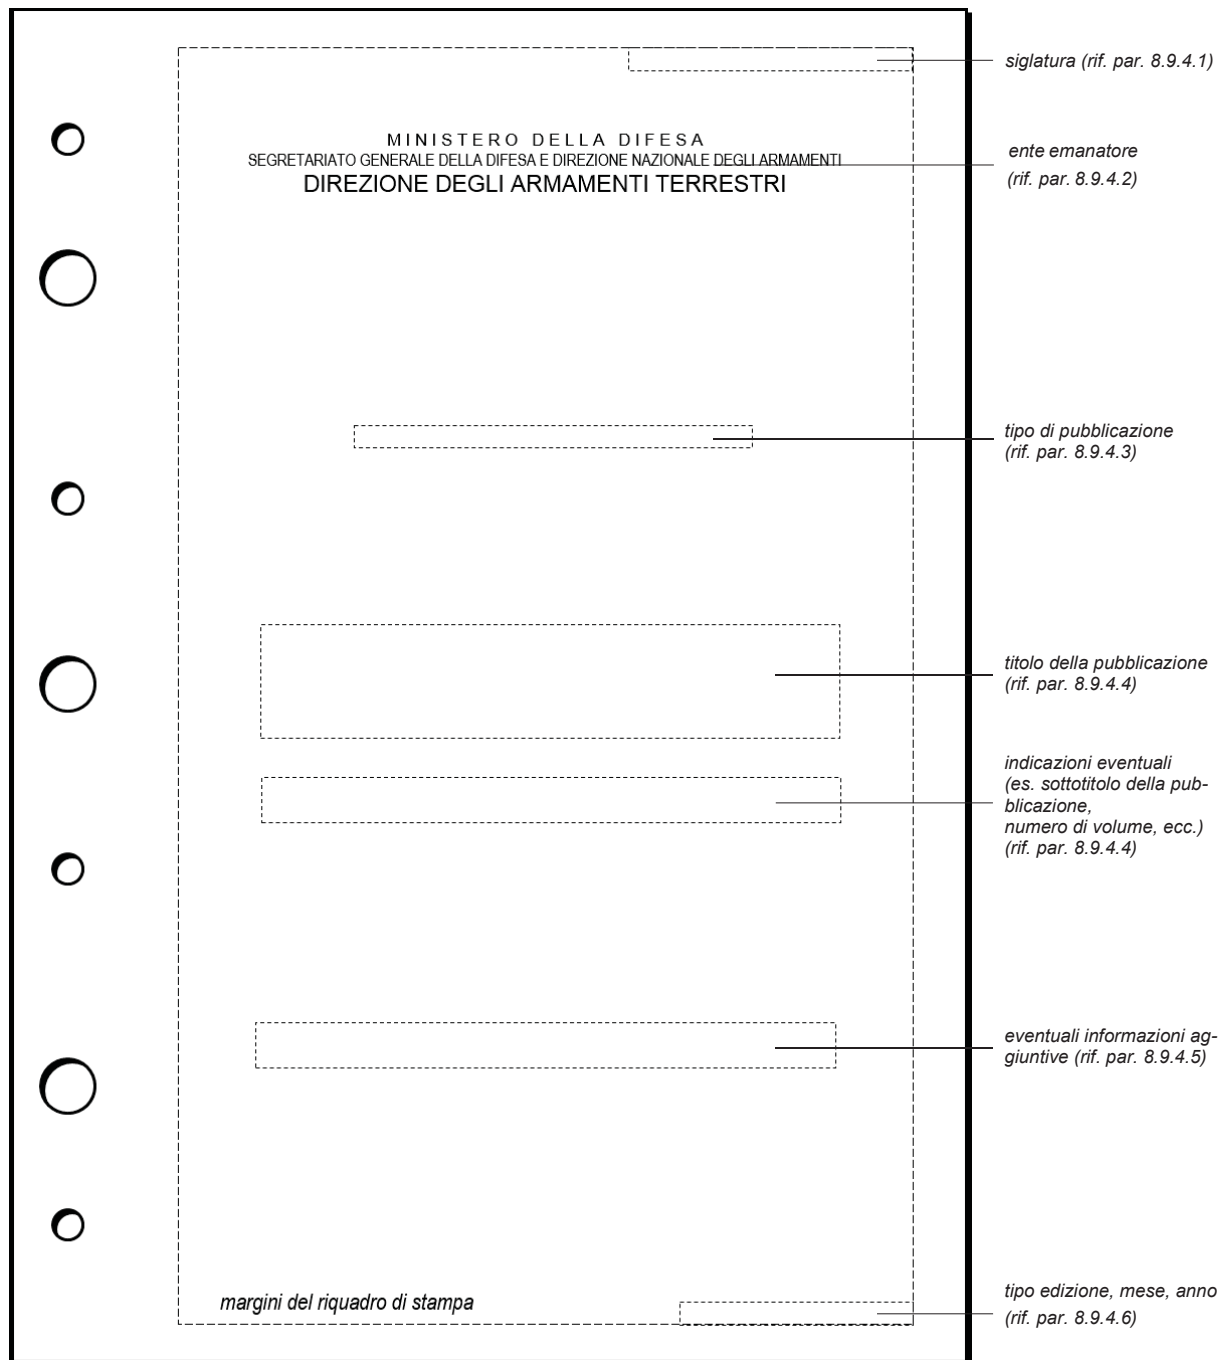 siglatura (rif. par. 8.9.4.1)
MINISTERO DELLA DIFESA
SEGRETARIATO GENERALE DELLA DIFESA E DIREZIONE NAZIONALE DEGLI ARMAMENTI
DIREZIONE DEGLI ARMAMENTI TERRESTRI
ente emanatore
(rif. par. 8.9.4.2)
tipo di pubblicazione
(rif. par. 8.9.4.3)
titolo della pubblicazione
(rif. par. 8.9.4.4)
indicazioni eventuali
(es. sottotitolo della pub-
blicazione,
numero di volume, ecc.)
(rif. par. 8.9.4.4)
eventuali informazioni ag-
giuntive (rif. par. 8.9.4.5)
margini del riquadro di stampa
tipo edizione, mese, anno
(rif. par. 8.9.4.6)